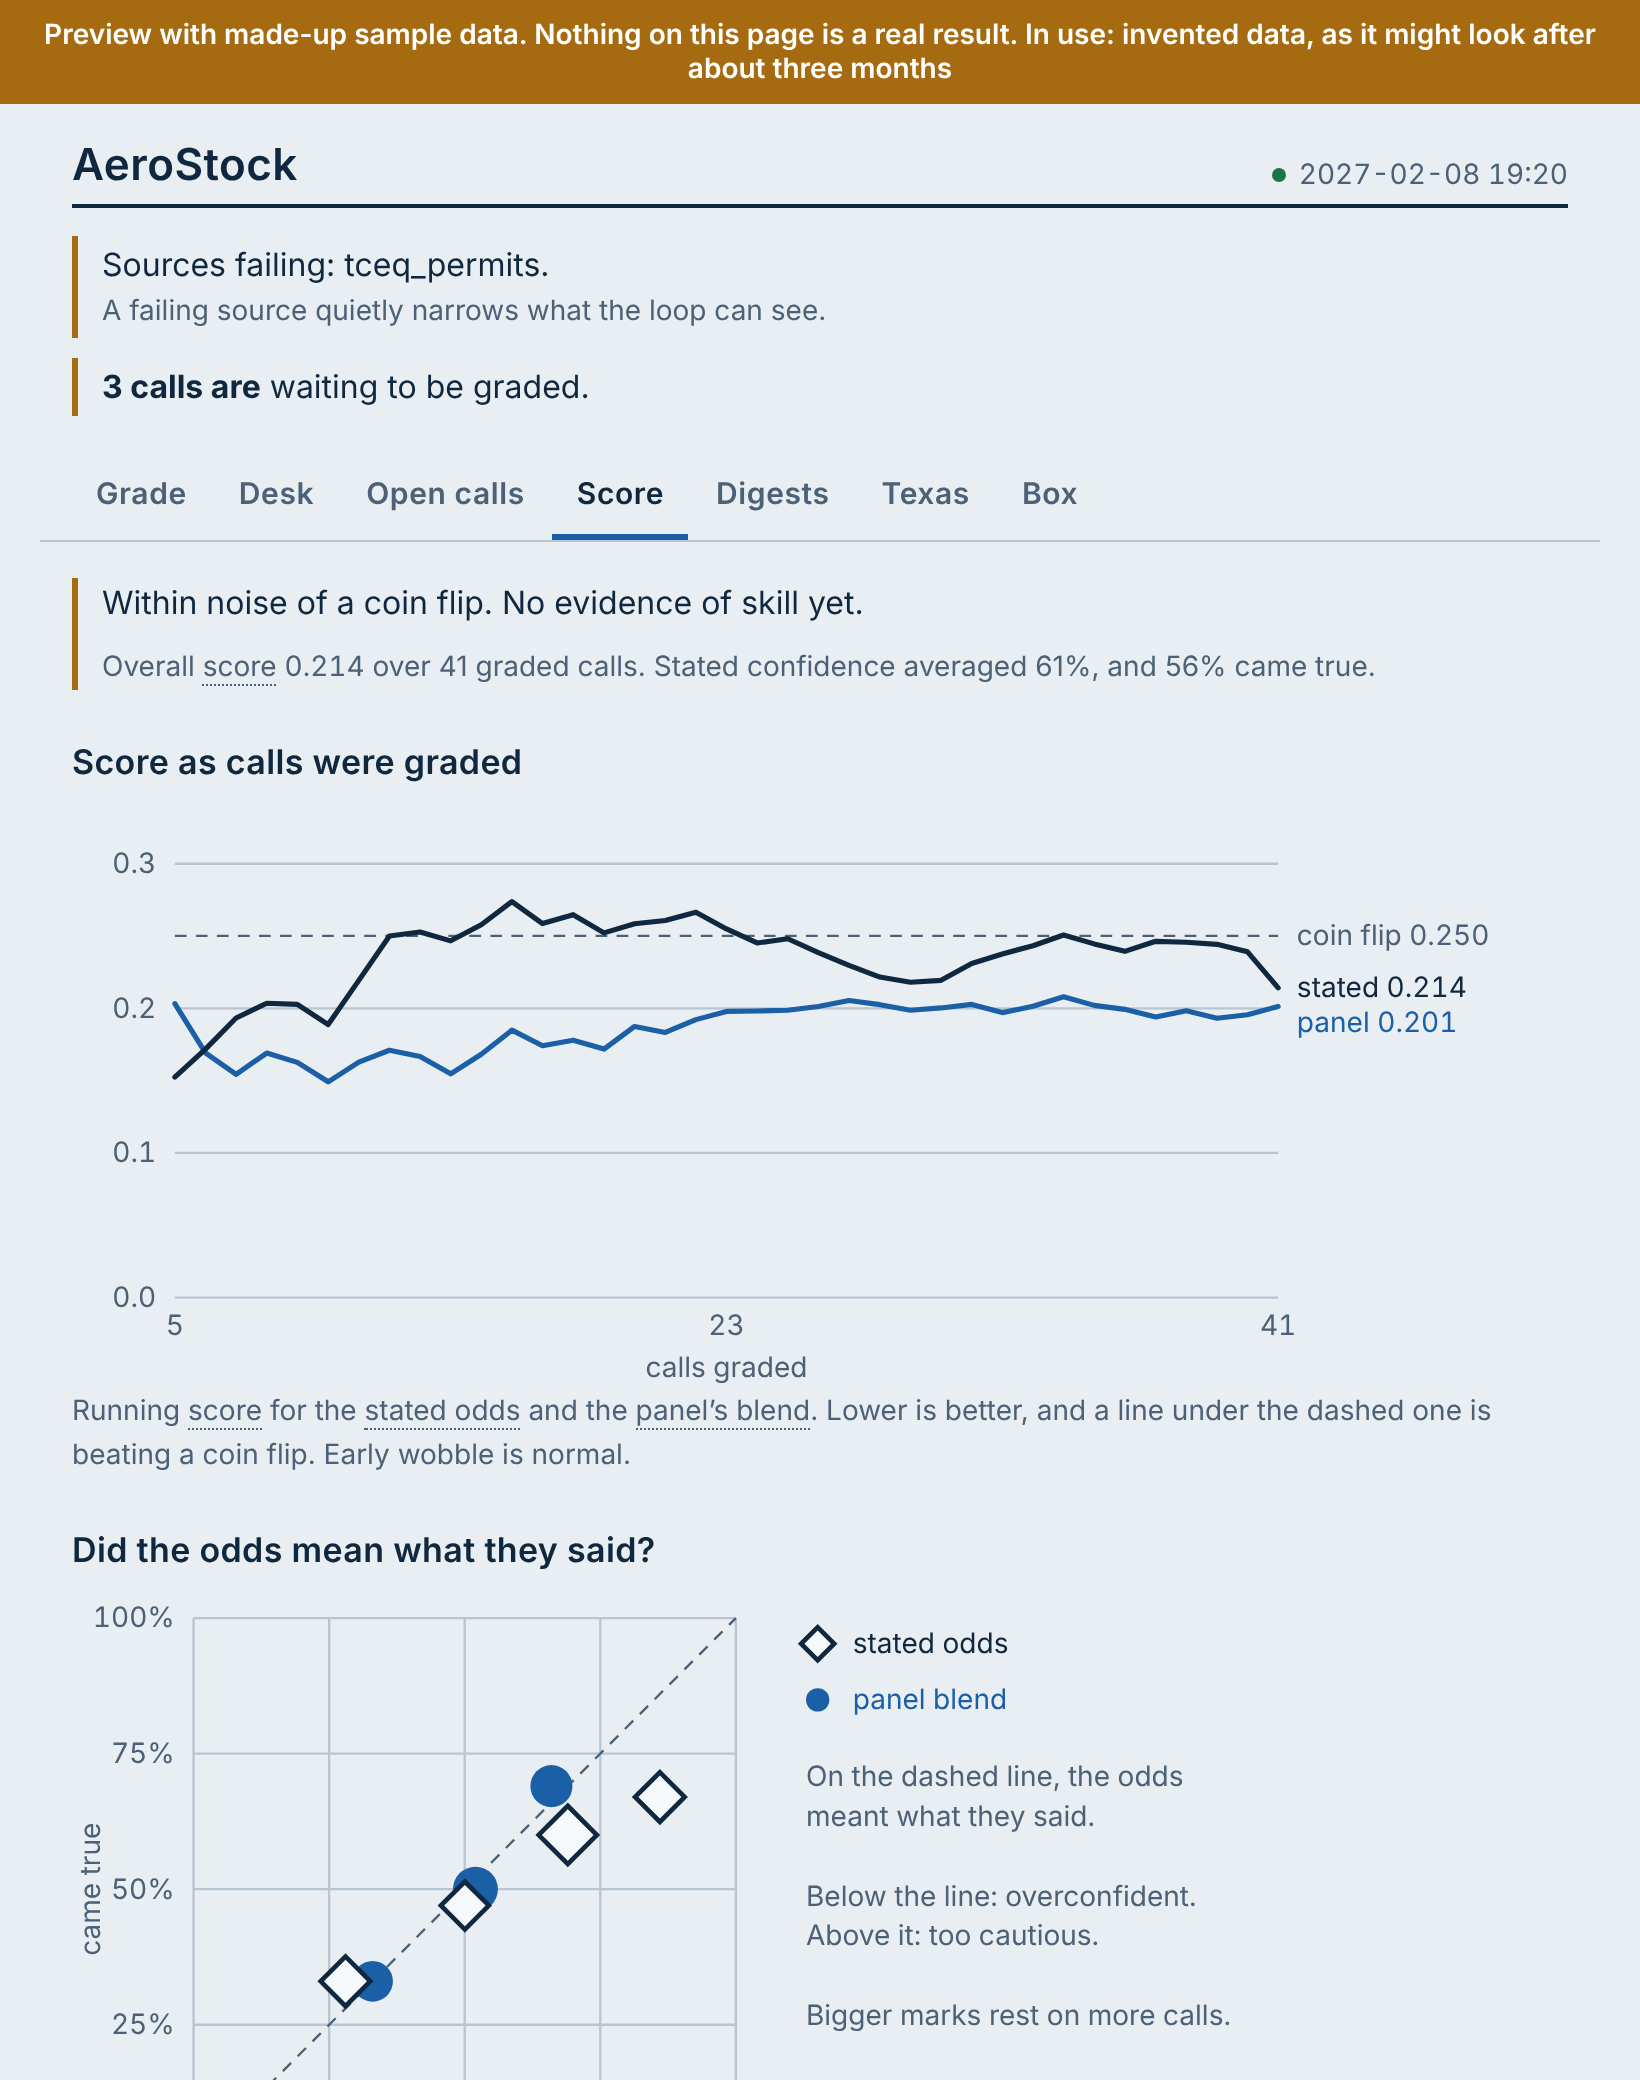 Preview with made-up sample data. Nothing on this page is a real result. In use: invented data, as it might look after
about three months
AeroStock
2027-02-08 19:20
Sources failing: tceq_permits.
A failing source quietly narrows what the loop can see.
3 calls are waiting to be graded.
Grade Desk Open calls Score Digests Texas Box
Within noise of a coin flip. No evidence of skill yet.
Overall score 0.214 over 41 graded calls. Stated confidence averaged 61%, and 56% came true.
Score as calls were graded
0.3
coin flip 0.250
stated 0.214
0.2
panel 0.201
0.1
0.0
5 23 41
calls graded
Running score for the stated odds and the panel’s blend. Lower is better, and a line under the dashed one is
beating a coin flip. Early wobble is normal.
Did the odds mean what they said?
100%
75%
50%
25%
came true
stated odds
panel blend
On the dashed line, the odds
meant what they said.
Below the line: overconfident.
Above it: too cautious.
Bigger marks rest on more calls.